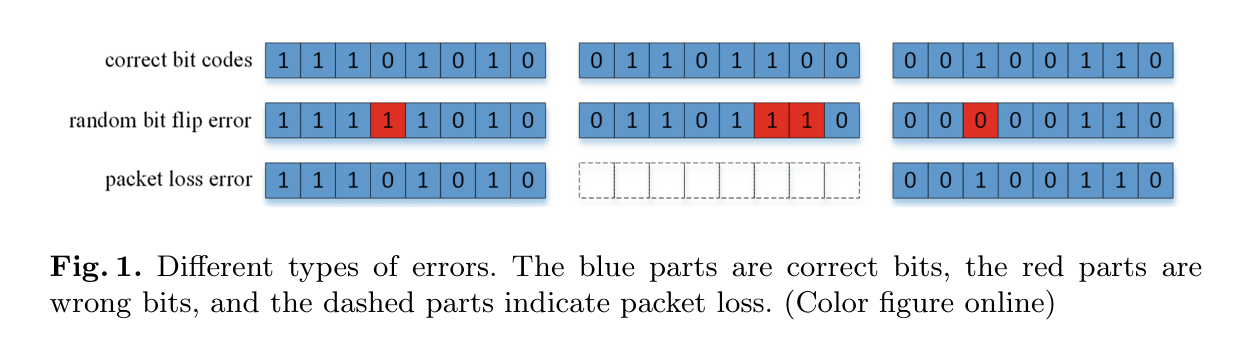 correct bit codes 1 1 1 0 1 0 1 0 0 1 1 0 1 1 0 0 0 0 1 0 0 1 1 0
random bit flip error 1 1 1 1 1 0 1 0 0 1 1 0 1 1 1 0 0 0 0 0 0 1 1 0
packet loss error 1 1 1 0 1 0 1 0 0 0 1 0 0 1 1 0
Fig. 1. Different types of errors. The blue parts are correct bits, the red parts are
wrong bits, and the dashed parts indicate packet loss. (Color figure online)